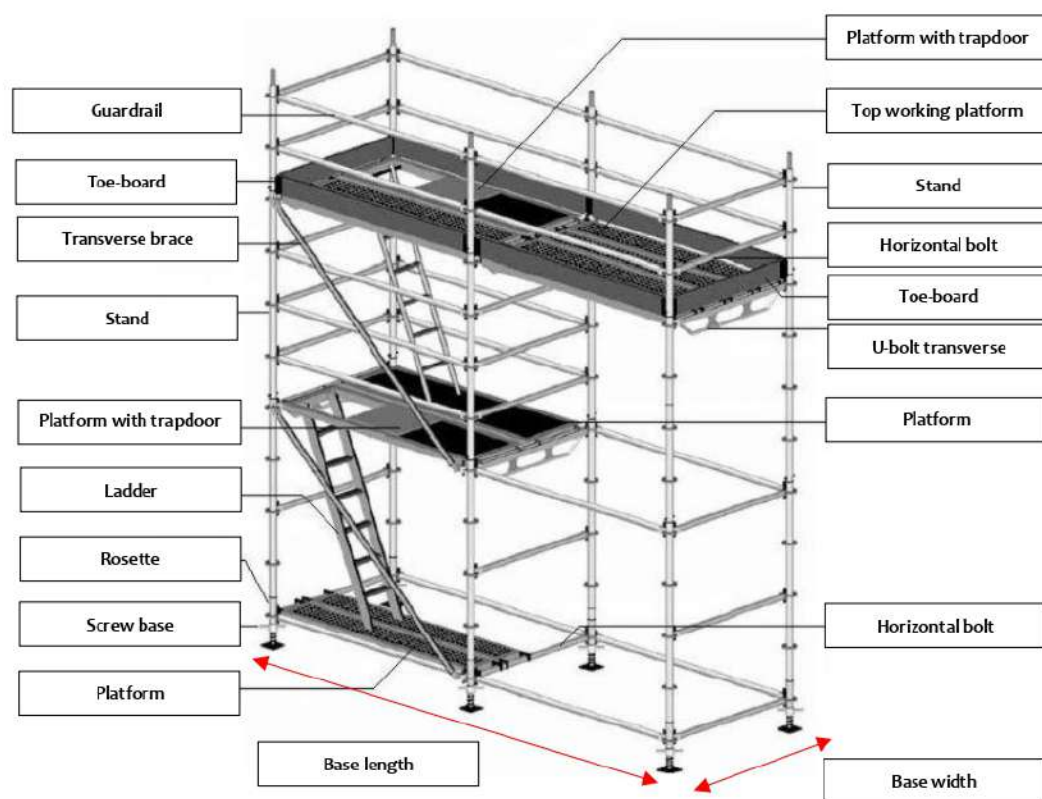 Platform with trapdoor
Guardrail
Top working platform
Toe-board
Stand
Transverse brace
Horizontal bolt
Toe-board
Stand
U-bolt transverse
Platform with trapdoor
Platform
Ladder
Rosette
Screw base
Horizontal bolt
Platform
Base length
Base width